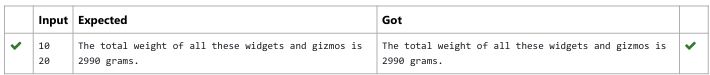 Input Expected Got
10 The total weight of all these widgets and gizmos is The total weight of all these widgets and gizmos is
20 2990 grams. 2990 grams.